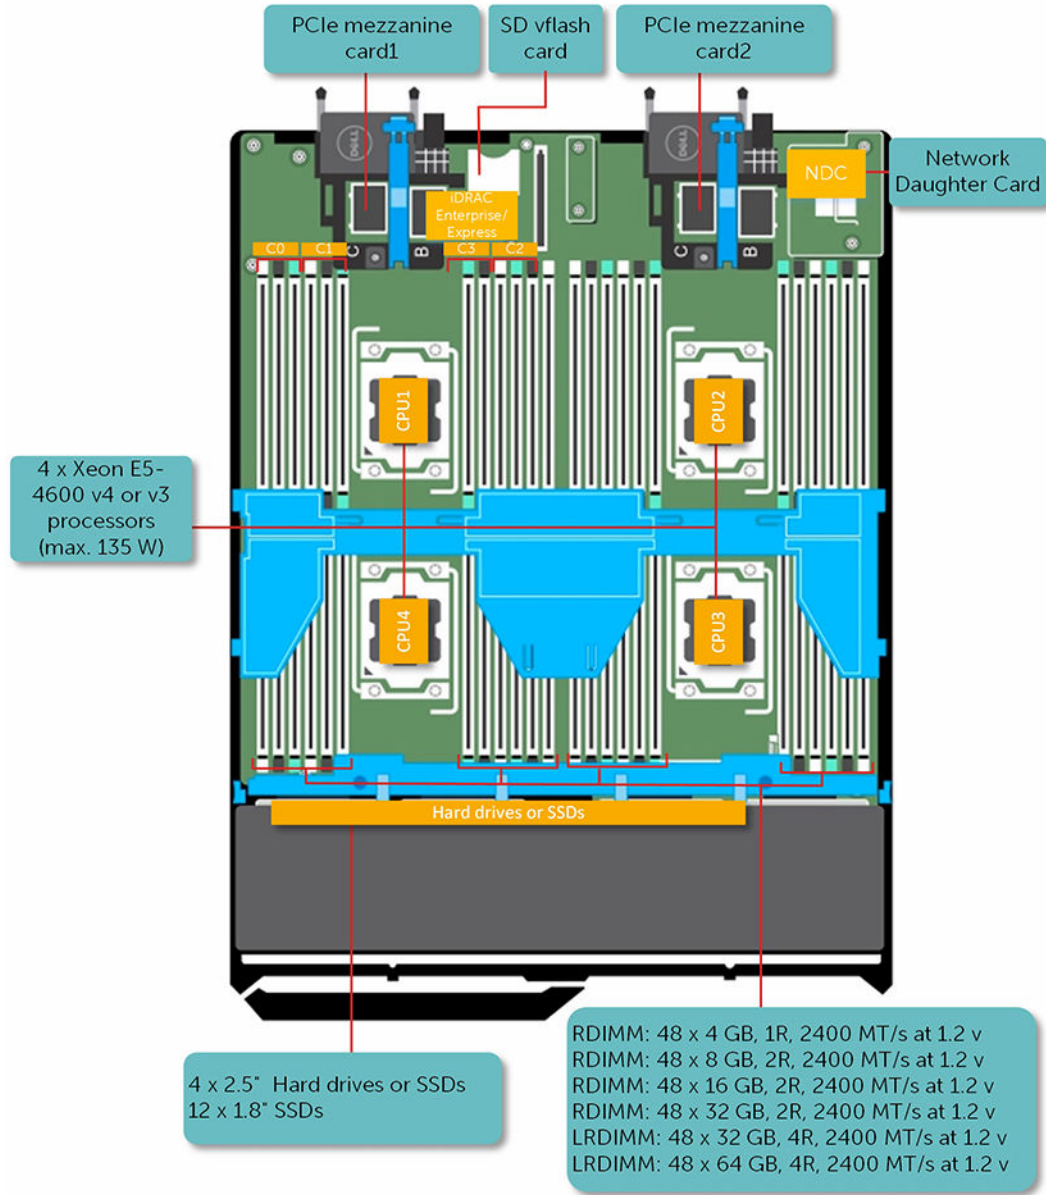 PCIe mezzanine
card1
SD vflash
card
PCIe mezzanine
card2
DELL
DELL
NDC
Network
Daughter Card
iDRAC
Enterprise/
Express
C0
C1
C3
C2
C
B
C
B
CPU1
CPU2
4 x Xeon E5-
4600 v4 or v3
processors
(max. 135 W)
CPU4
CPU3
Hard drives or SSDs
4 x 2.5" Hard drives or SSDs
12 x 1.8" SSDs
RDIMM: 48 x 4 GB, 1R, 2400 MT/s at 1.2 v
RDIMM: 48 x 8 GB, 2R, 2400 MT/s at 1.2 v
RDIMM: 48 x 16 GB, 2R, 2400 MT/s at 1.2 v
RDIMM: 48 x 32 GB, 2R, 2400 MT/s at 1.2 v
LRDIMM: 48 x 32 GB, 4R, 2400 MT/s at 1.2 v
LRDIMM: 48 x 64 GB, 4R, 2400 MT/s at 1.2 v